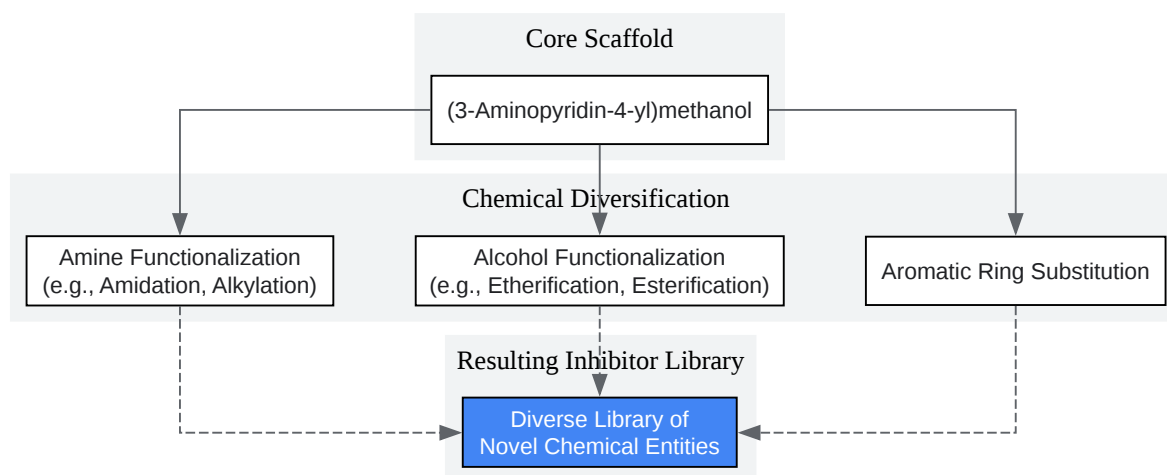 Core Scaffold
(3-Aminopyridin-4-yl)methanol
Chemical Diversification
Amine Functionalization
(e.g., Amidation, Alkylation)
Alcohol Functionalization
(e.g., Etherification, Esterification)
Aromatic Ring Substitution
Resulting Inhibitor Library
Diverse Library of
Novel Chemical Entities